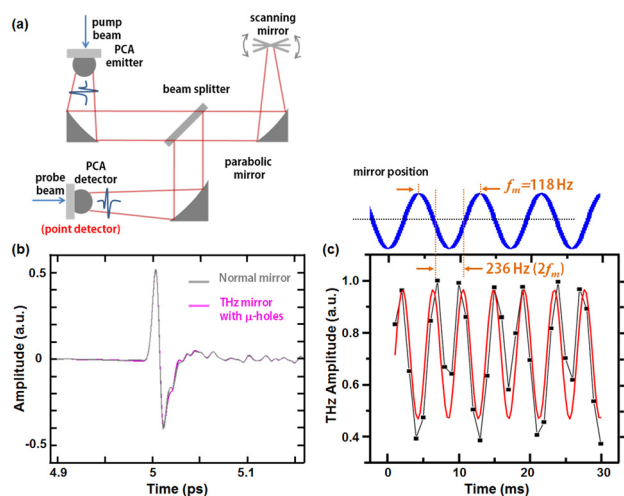 (a)
pump
beam
PCA
emitter
scanning
mirror
beam splitter
probe
beam
PCA
detector
(point detector)
parabolic
mirror
mirror position
fm=118 Hz
(b)
Normal mirror
THz mirror
with μ-holes
0.5
0
-0.5
Amplitude (a.u.)
4.9
5
5.1
Time (ps)
(c)
236 Hz (2fm)
1.0
0.8
0.6
0.4
THz Amplitude (a.u.)
0
10
20
30
Time (ms)